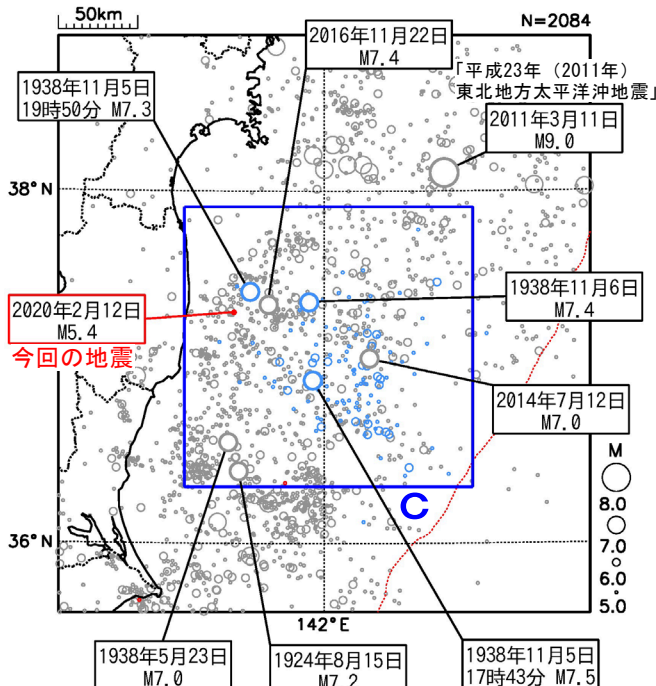 50km
N=2084
2016年11月22日
M7.4
「平成23年（2011年）
東北地方太平洋沖地震」
1938年11月5日
19時50分 M7.3
2011年3月11日
M9.0
38°N
1938年11月6日
M7.4
2020年2月12日
M5.4
今回の地震
2014年7月12日
M7.0
M
8.0
7.0
6.0
5.0
C
36°N
142°E
1938年5月23日
M7.0
1924年8月15日
M7.2
1938年11月5日
17時43分 M7.5